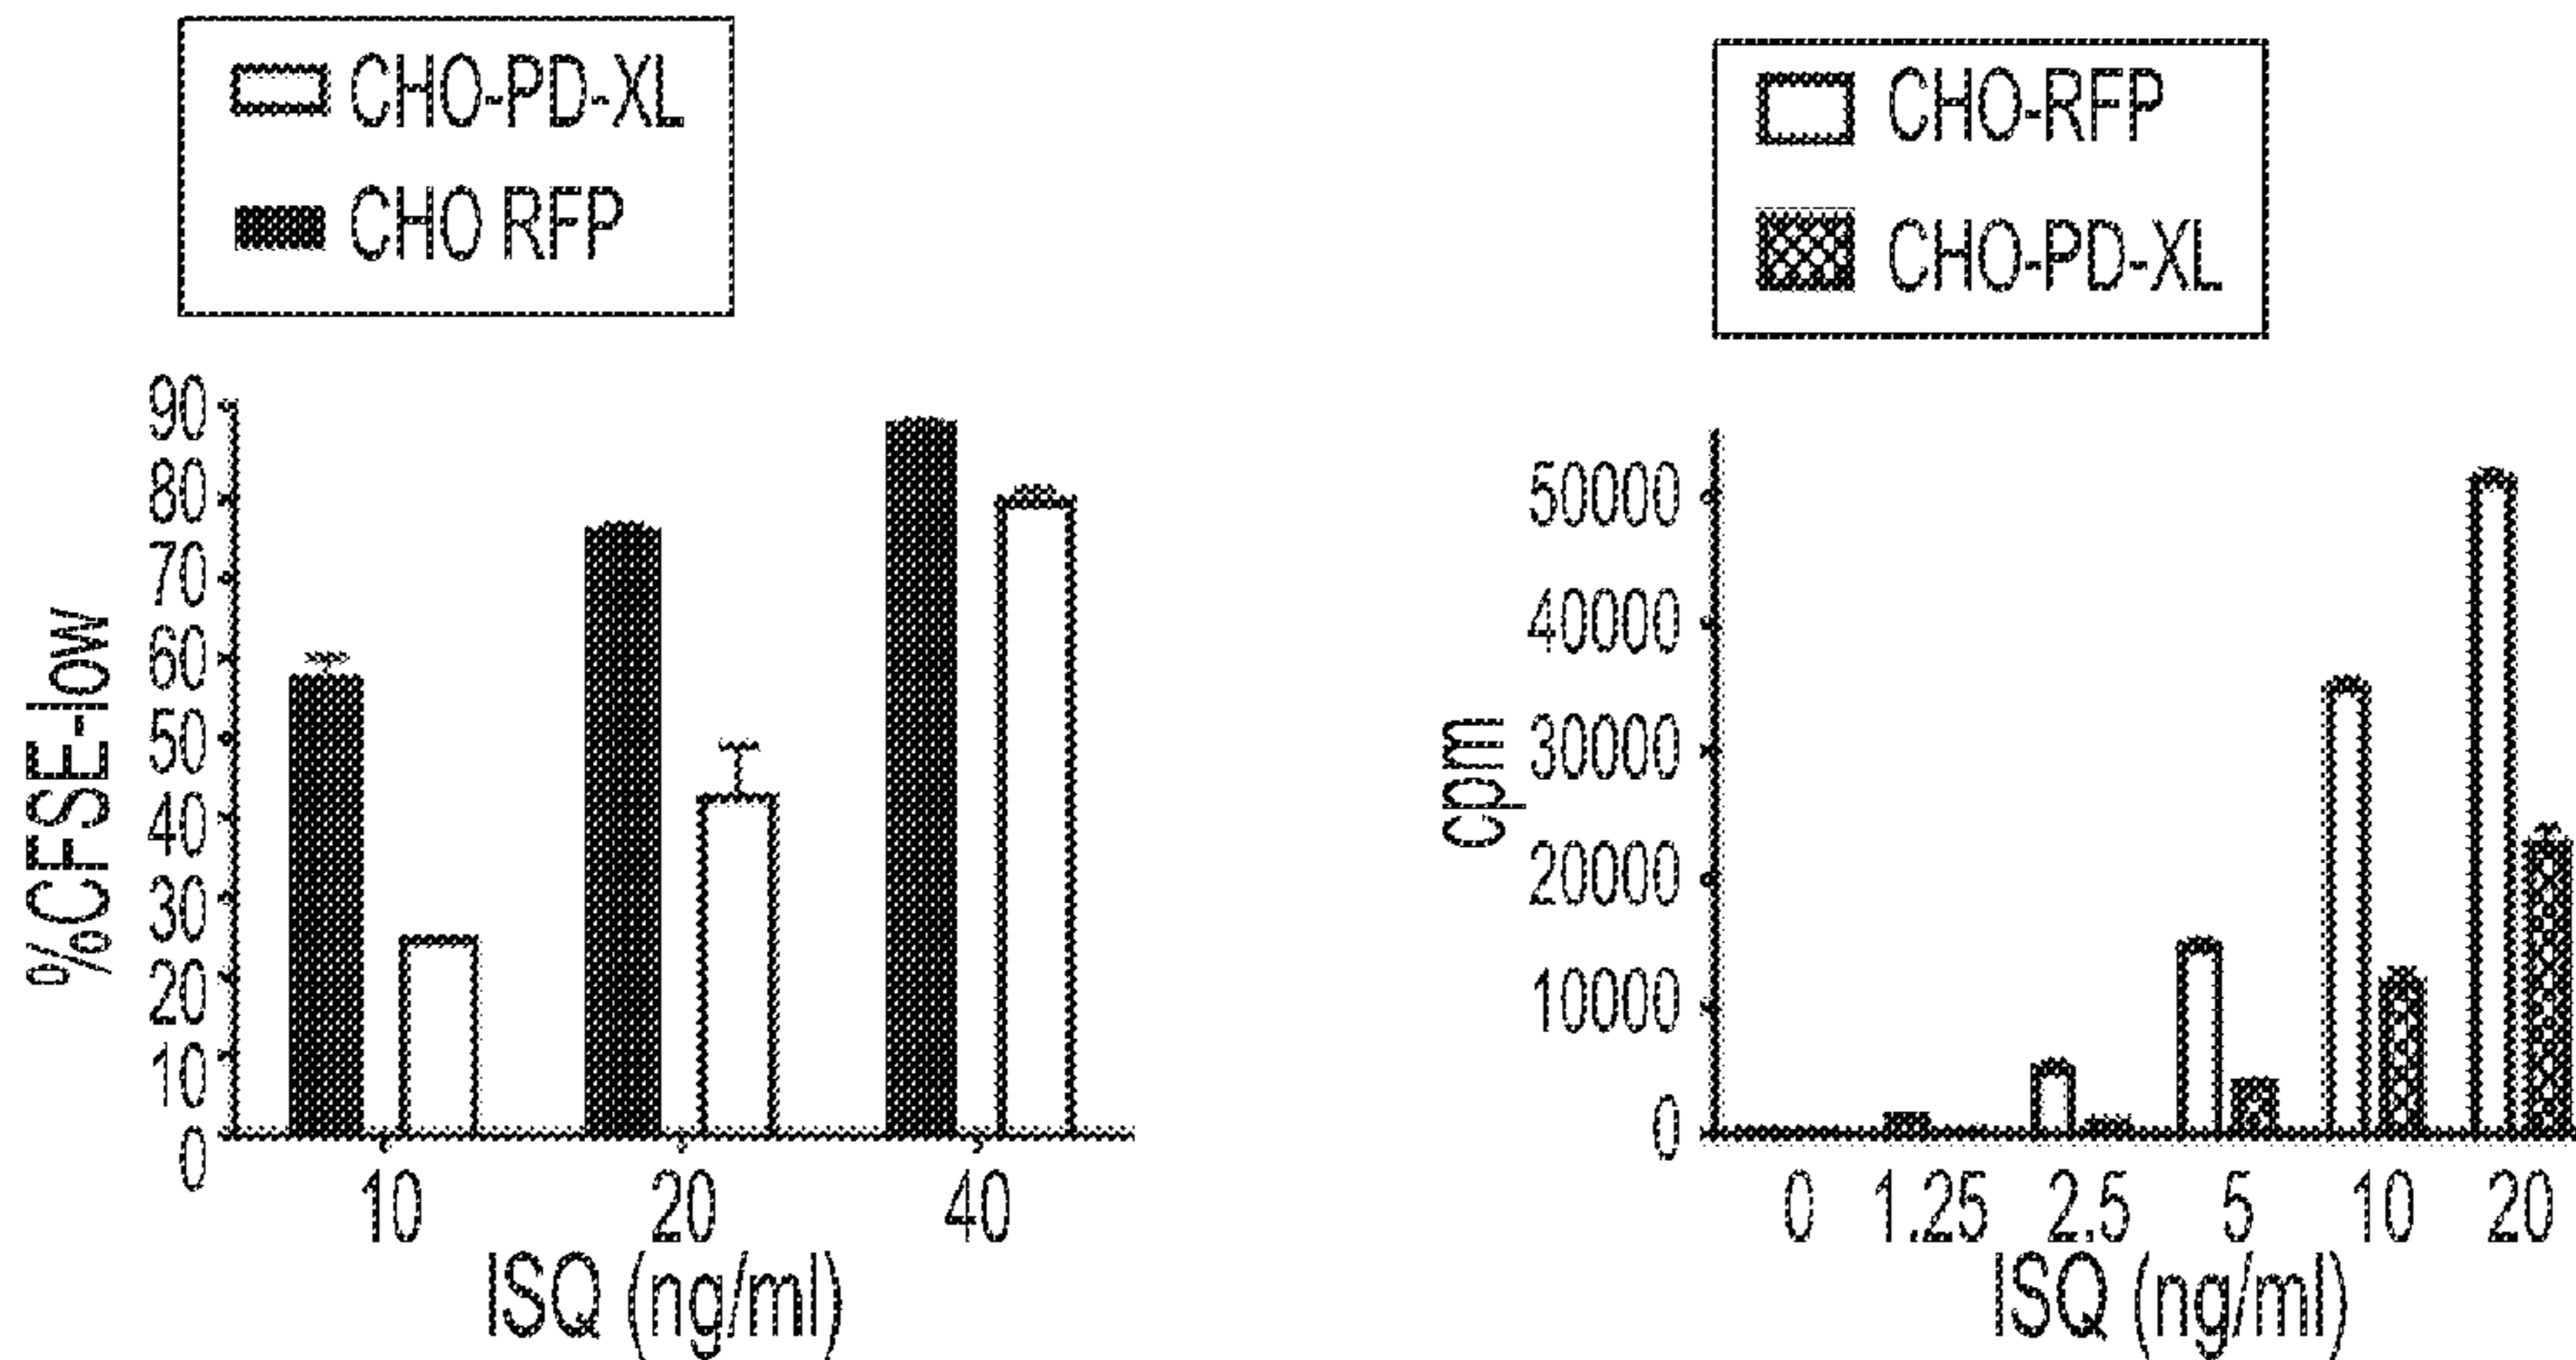 CHO-PD-XL
CHO RFP
%CFSE-low
90
80
70
60
50
40
30
20
10
0
10 20 40
ISQ (ng/ml)
CHO-RFP
CHO-PD-XL
cpm
50000
40000
30000
20000
10000
0
0 1.25 2.5 5 10 20
ISQ (ng/ml)